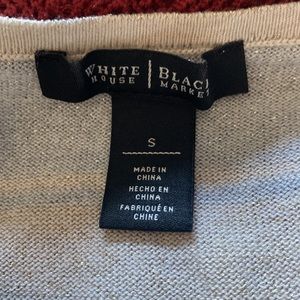 WHITE | BLACK
HOUSE | MARKET
S
MADE IN
CHINA
HECHO EN
CHINA
FABRIQUÉ EN
CHINE